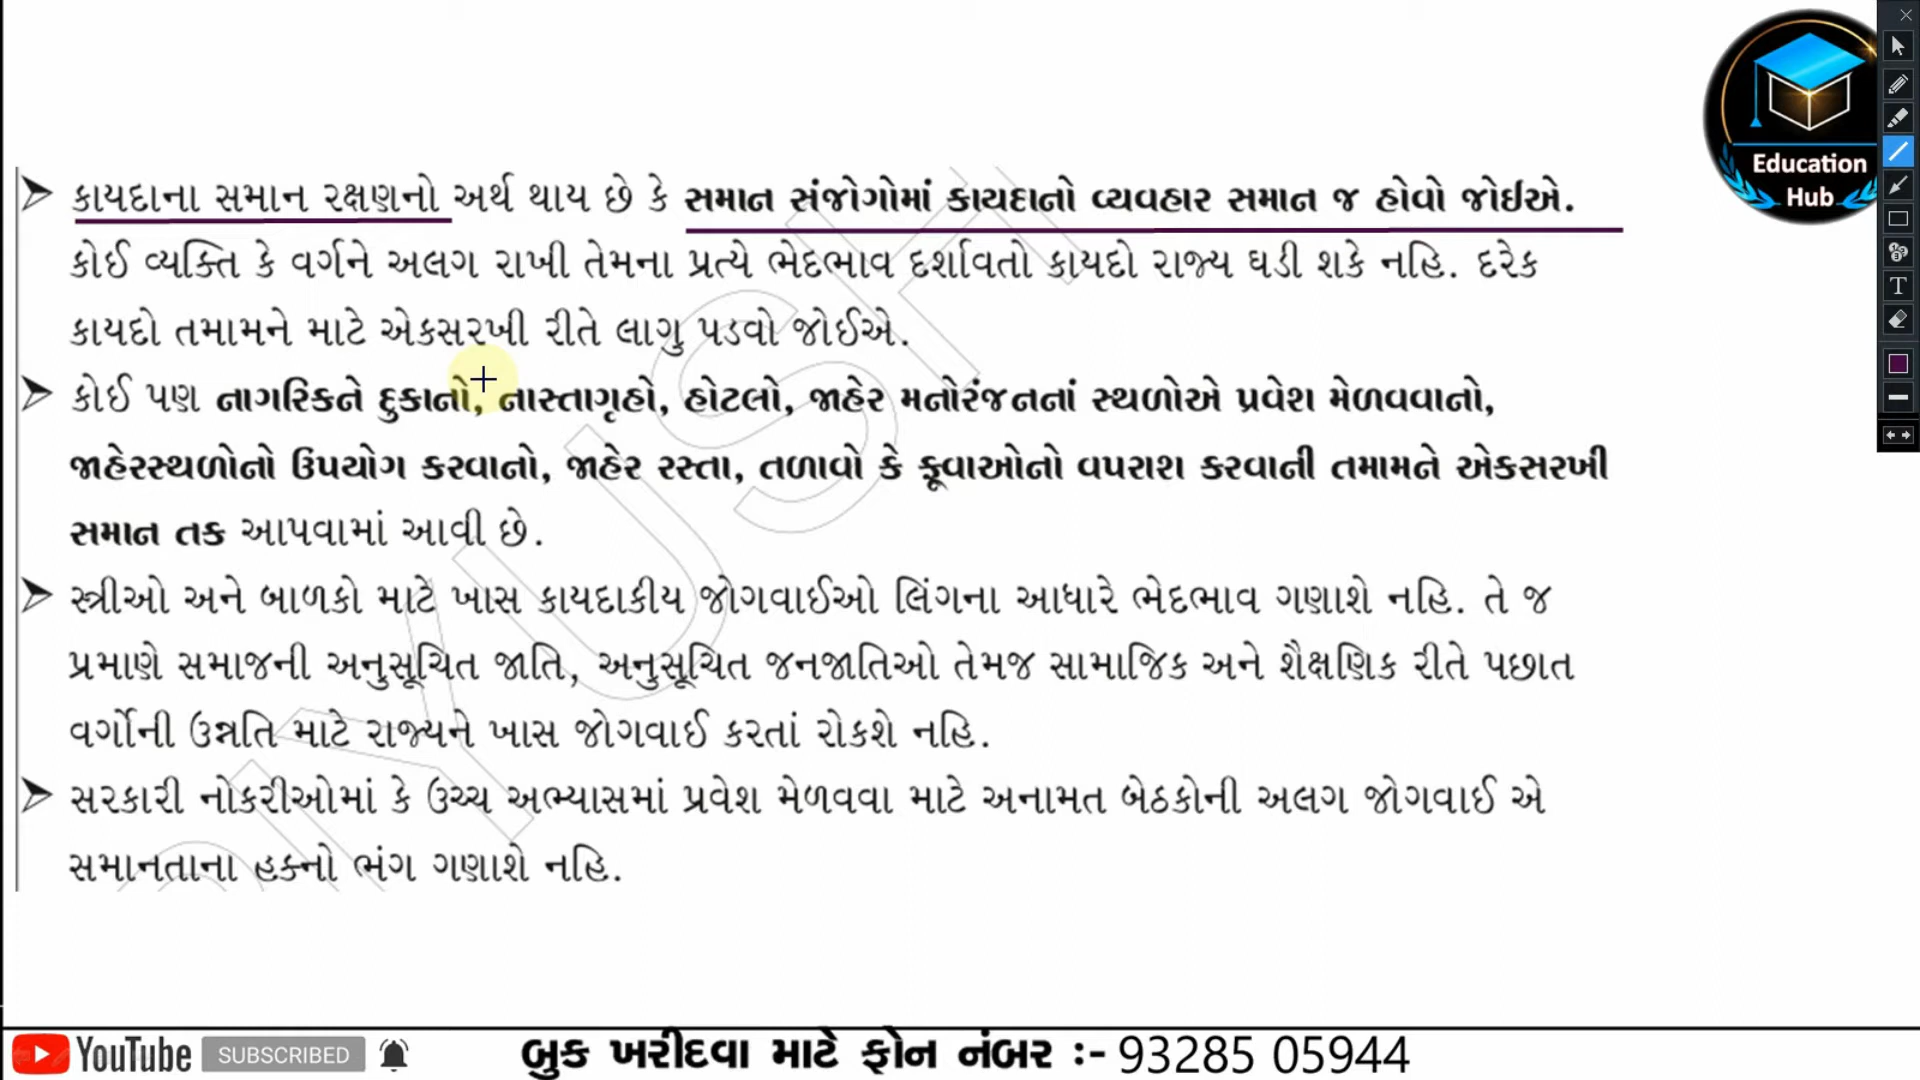 Education
Hub
➢ કાયદાના સમાન રક્ષણનો અર્થ થાય છે કે સમાન સંજોગોમાં કાયદાનો વ્યવહાર સમાન જ હોવો જોઈએ.
કોઈ વ્યક્તિ કે વર્ગને અલગ રાખી તેમના પ્રત્યે ભેદભાવ દર્શાવતો કાયદો રાજ્ય ઘડી શકે નહિ. દરેક
કાયદો તમામને માટે એકસરખી રીતે લાગુ પડવો જોઈએ.
➢ કોઈ પણ નાગરિકને દુકાનો, નાસ્તાગૃહો, હોટલો, જાહેર મનોરંજનનાં સ્થળોએ પ્રવેશ મેળવવાનો,
જાહેરસ્થળોનો ઉપયોગ કરવાનો, જાહેર રસ્તા, તળાવો કે કૂવાઓનો વપરાશ કરવાની તમામને એકસરખી
સમાન તક આપવામાં આવી છે.
➢ સ્ત્રીઓ અને બાળકો માટે ખાસ કાયદાકીય જોગવાઈઓ લિંગના આધારે ભેદભાવ ગણાશે નહિ. તે જ
પ્રમાણે સમાજની અનુસૂચિત જાતિ, અનુસૂચિત જનજાતિઓ તેમજ સામાજિક અને શૈક્ષણિક રીતે પછાત
વર્ગોની ઉન્નતિ માટે રાજ્યને ખાસ જોગવાઈ કરતાં રોકશે નહિ.
➢ સરકારી નોકરીઓમાં કે ઉચ્ચ અભ્યાસમાં પ્રવેશ મેળવવા માટે અનામત બેઠકોની અલગ જોગવાઈ એ
સમાનતાના હક્નો ભંગ ગણાશે નહિ.
YouTube SUBSCRIBED બુક ખરીદવા માટે ફોન નંબર :- 93285 05944